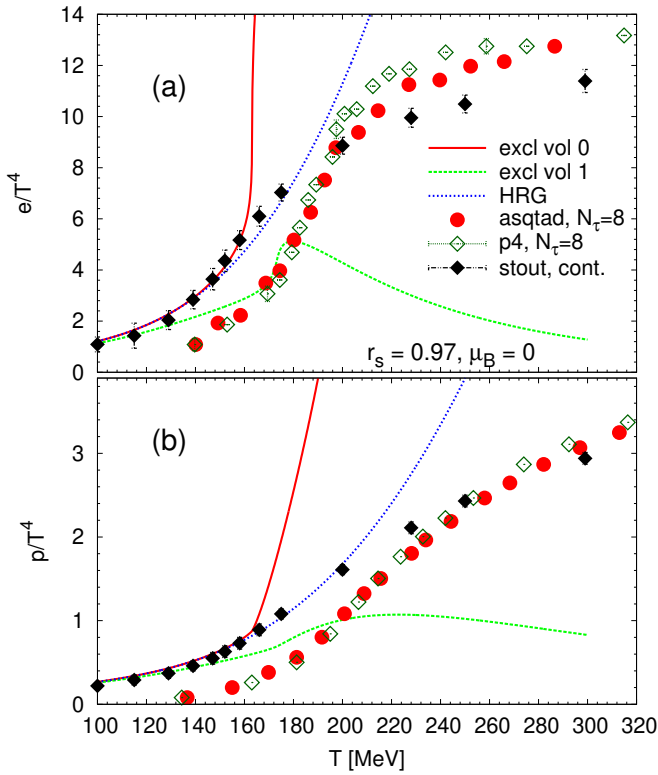 14
12
10
8
6
4
2
0
e/T⁴
(a)
excl vol 0
excl vol 1
HRG
asqtad, N_τ=8
p4, N_τ=8
stout, cont.
r_s = 0.97, μ_B = 0
3
2
1
0
p/T⁴
(b)
100 120 140 160 180 200 220 240 260 280 300 320
T [MeV]